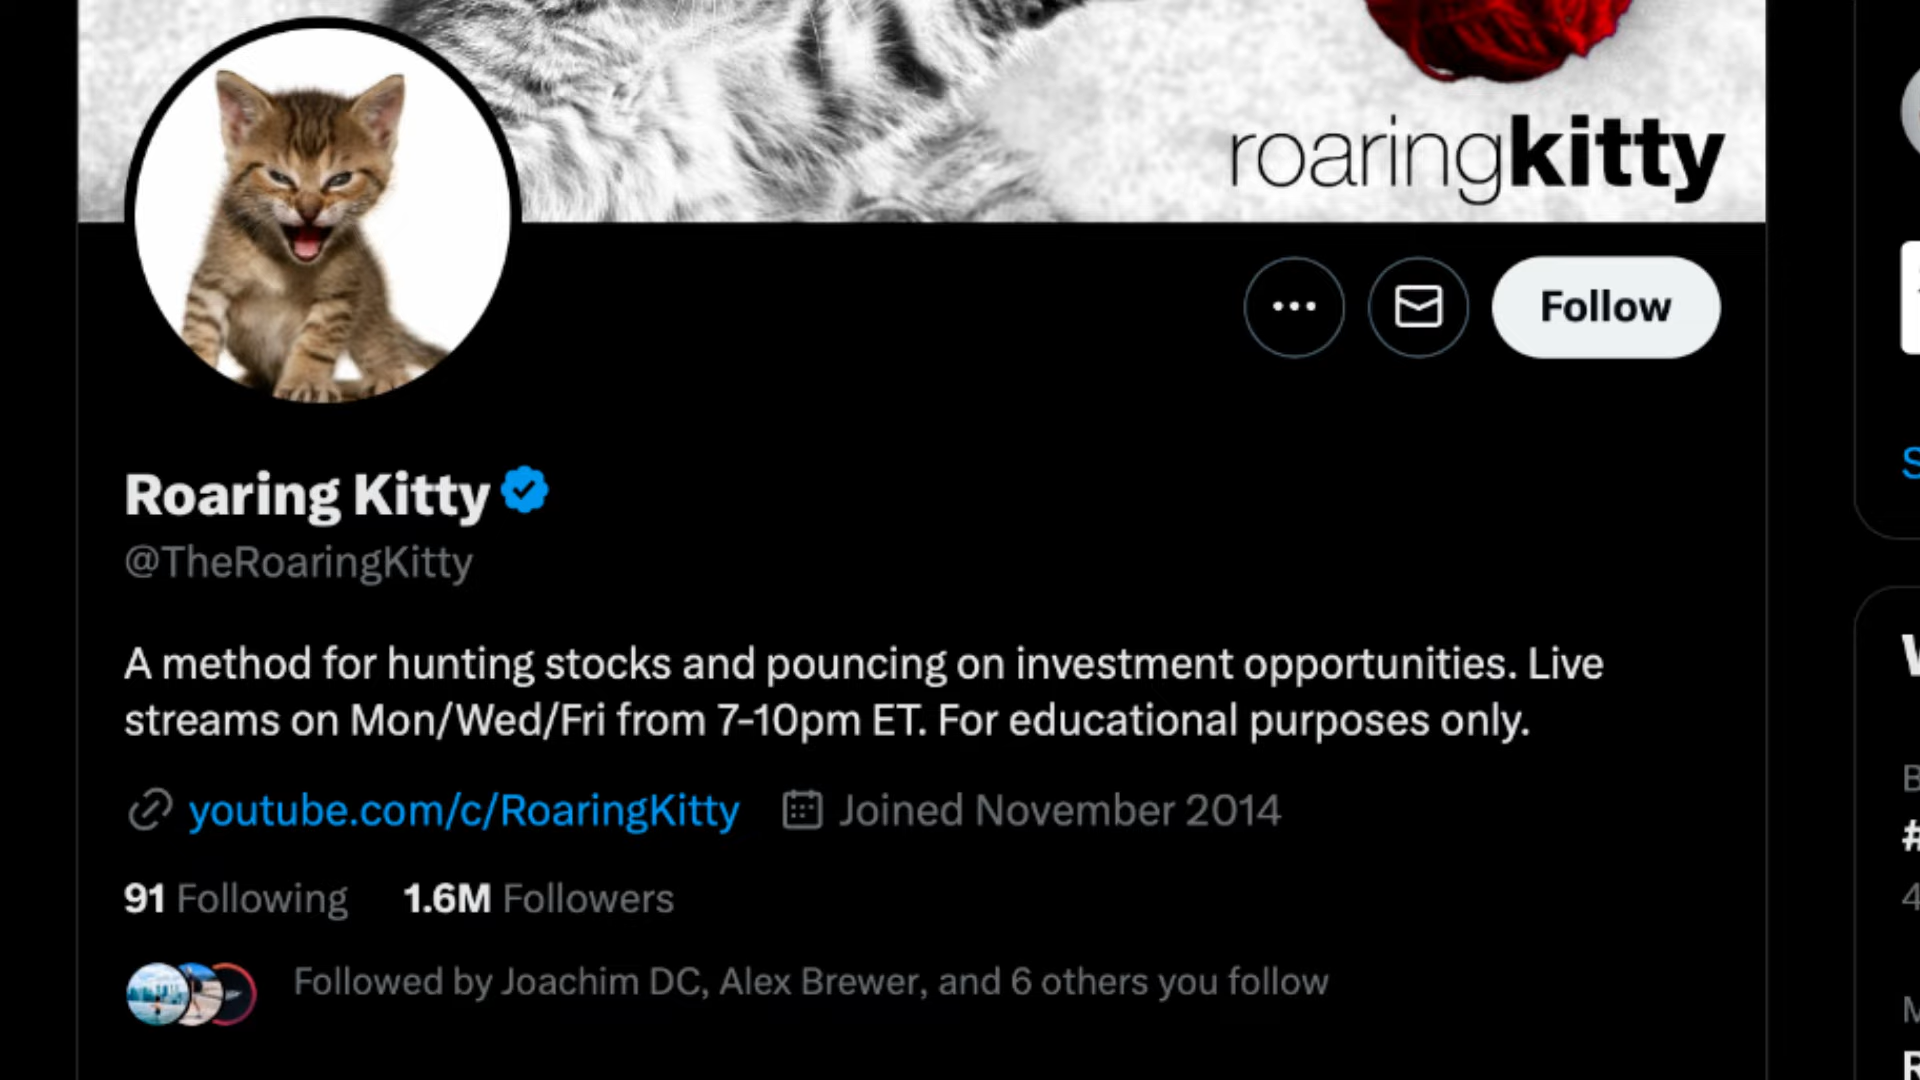 roaringkitty
Follow
Roaring Kitty
@TheRoaringKitty
A method for hunting stocks and pouncing on investment opportunities. Live
streams on Mon/Wed/Fri from 7-10pm ET. For educational purposes only.
youtube.com/c/RoaringKitty Joined November 2014
91 Following 1.6M Followers
Followed by Joachim DC, Alex Brewer, and 6 others you follow